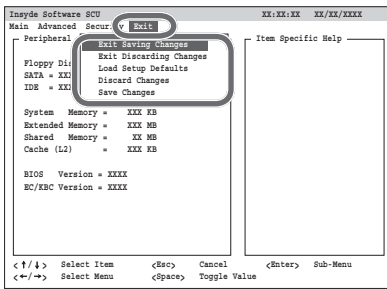 Insyde Software SCU XX:XX:XX XX/XX/XXXX
Main Advanced Security Exit
Peripheral Item Specific Help
Exit Saving Changes
Exit Discarding Changes
Floppy Di
Load Setup Defaults
SATA = XX
Discard Changes
IDE = XX
Save Changes
System Memory = XXX KB
Extended Memory = XXX MB
Shared Memory = XX MB
Cache (L2) = XXX KB
BIOS Version = XXXX
EC/KBC Version = XXXX
<↑/↓> Select Item <Esc> Cancel <Enter> Sub-Menu
<←/→> Select Menu <Space> Toggle Value